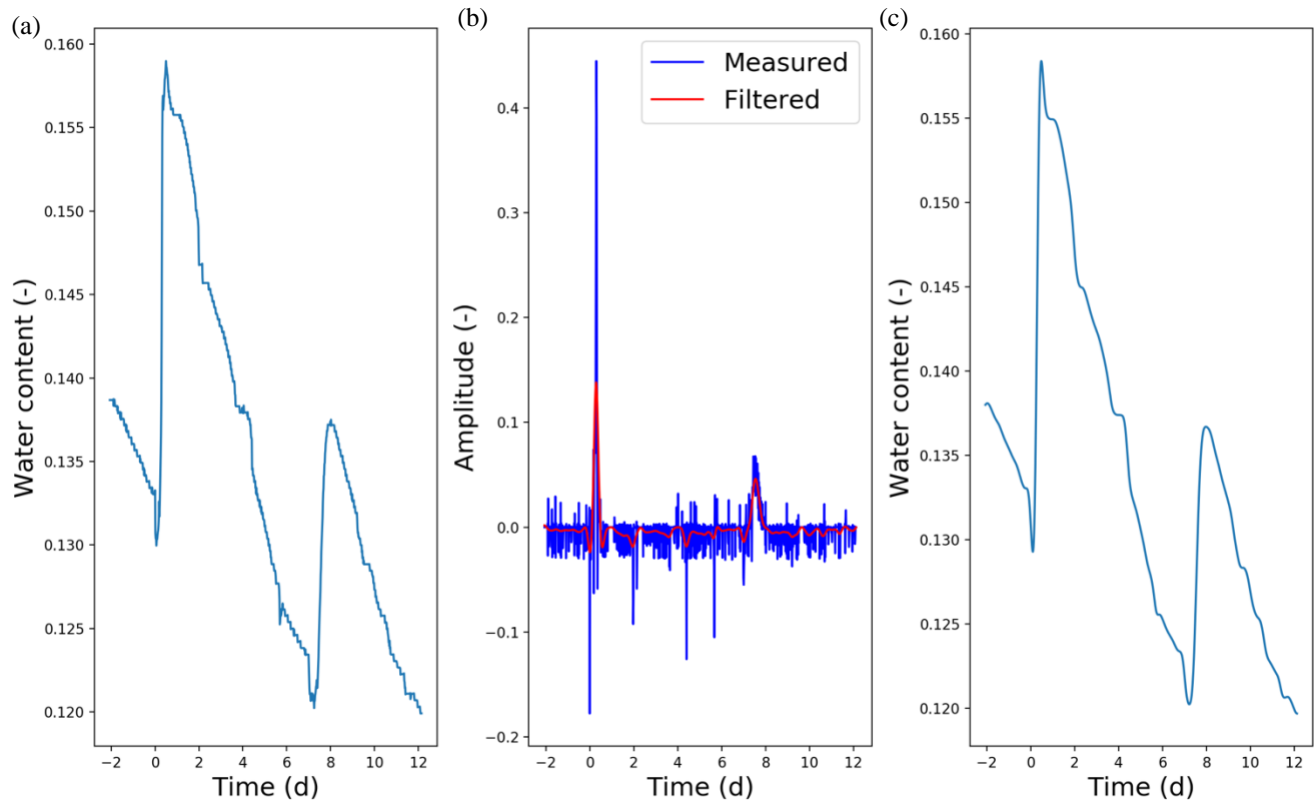 (a)
0.160
0.155
0.150
0.145
0.140
0.135
0.130
0.125
0.120
Water content (-)
−2 0 2 4 6 8 10 12
Time (d)
(b)
Measured
Filtered
0.4
0.3
0.2
0.1
0.0
−0.1
−0.2
Amplitude (-)
−2 0 2 4 6 8 10 12
Time (d)
(c)
0.160
0.155
0.150
0.145
0.140
0.135
0.130
0.125
0.120
Water content (-)
−2 0 2 4 6 8 10 12
Time (d)